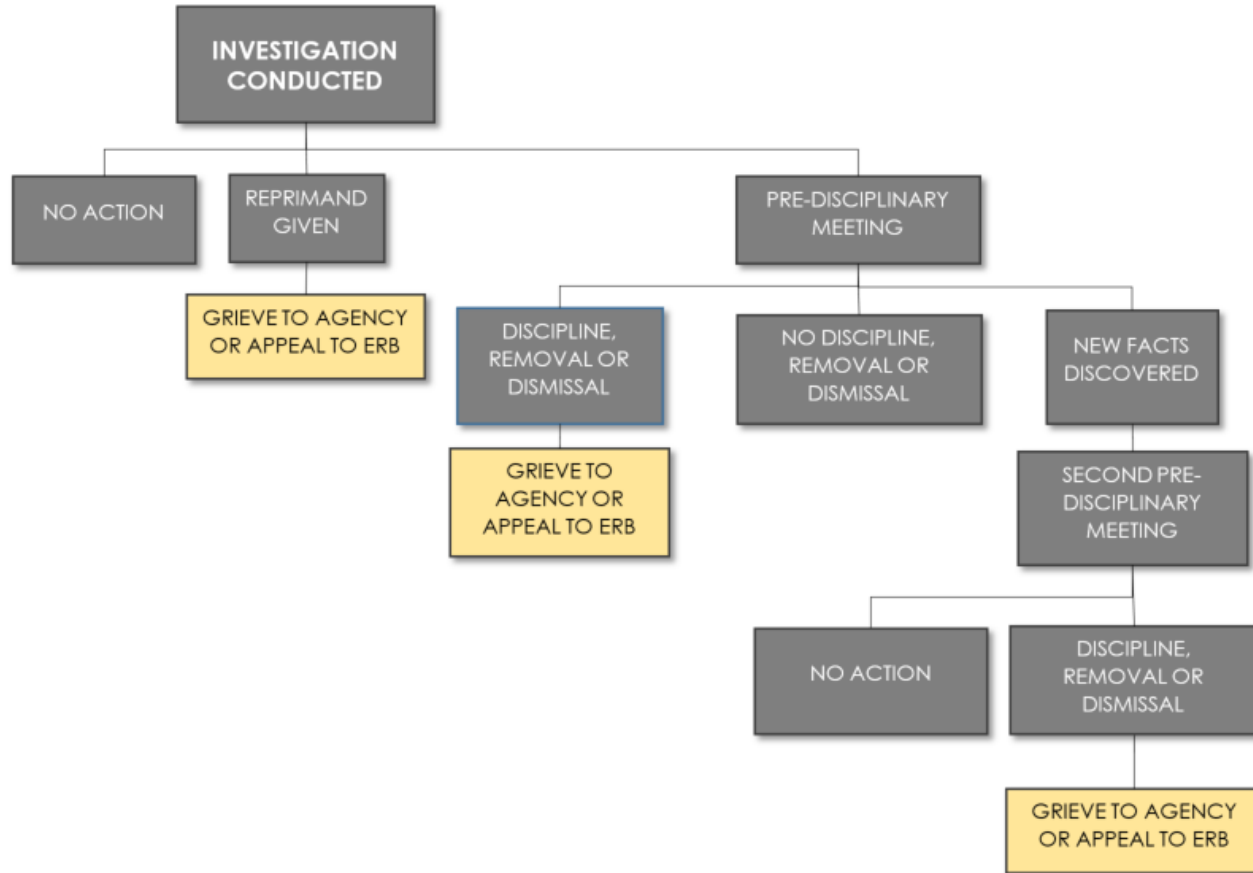 INVESTIGATION
CONDUCTED
NO ACTION
REPRIMAND
GIVEN
PRE-DISCIPLINARY
MEETING
GRIEVE TO AGENCY
OR APPEAL TO ERB
DISCIPLINE,
REMOVAL OR
DISMISSAL
NO DISCIPLINE,
REMOVAL OR
DISMISSAL
NEW FACTS
DISCOVERED
GRIEVE TO
AGENCY OR
APPEAL TO ERB
SECOND PRE-
DISCIPLINARY
MEETING
NO ACTION
DISCIPLINE,
REMOVAL OR
DISMISSAL
GRIEVE TO AGENCY
OR APPEAL TO ERB